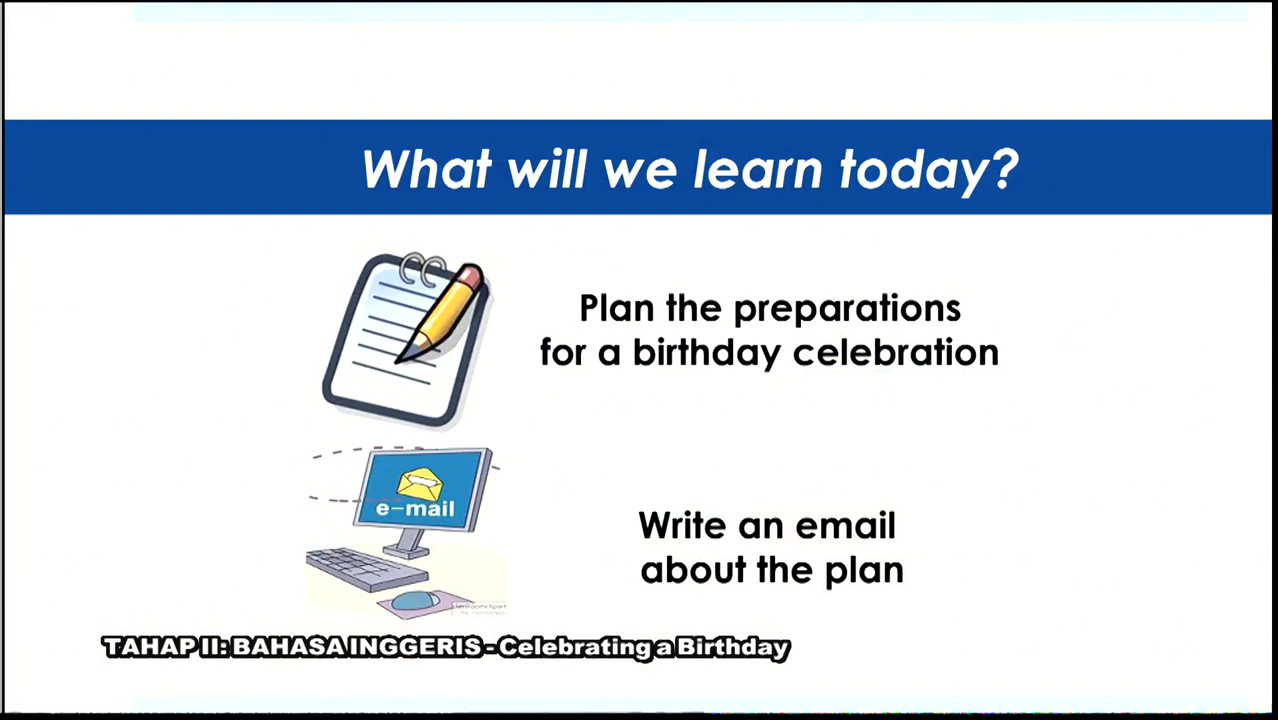 What will we learn today?
Plan the preparations
for a birthday celebration
e-mail
Write an email
about the plan
TAHAP II: BAHASA INGGERIS - Celebrating a Birthday